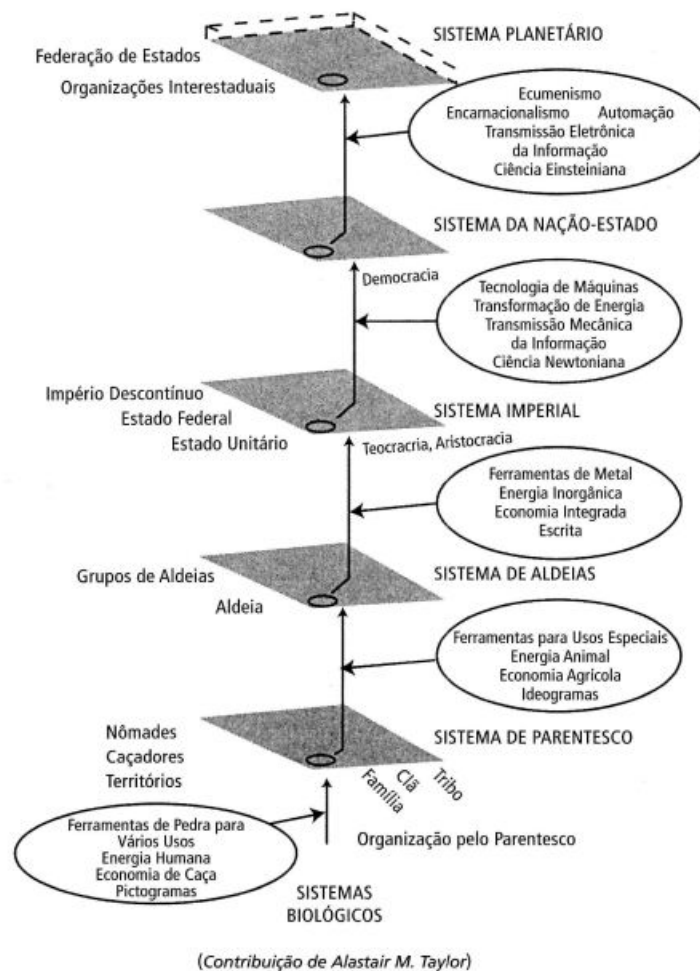 SISTEMA PLANETÁRIO
Federação de Estados
Organizações Interestaduais
Ecumenismo
Encarnacionalismo Automação
Transmissão Eletrônica
da Informação
Ciência Einsteiniana
SISTEMA DA NAÇÃO-ESTADO
Democracia
Tecnologia de Máquinas
Transformação de Energia
Transmissão Mecânica
da Informação
Ciência Newtoniana
Império Descontínuo
Estado Federal
Estado Unitário
SISTEMA IMPERIAL
Teocracria, Aristocracia
Ferramentas de Metal
Energia Inorgânica
Economia Integrada
Escrita
Grupos de Aldeias
Aldeia
SISTEMA DE ALDEIAS
Ferramentas para Usos Especiais
Energia Animal
Economia Agrícola
Ideogramas
Nômades
Caçadores
Territórios
SISTEMA DE PARENTESCO
Família
Clã
Tribo
Ferramentas de Pedra para
Vários Usos
Energia Humana
Economia de Caça
Pictogramas
Organização pelo Parentesco
SISTEMAS
BIOLÓGICOS
(Contribuição de Alastair M. Taylor)